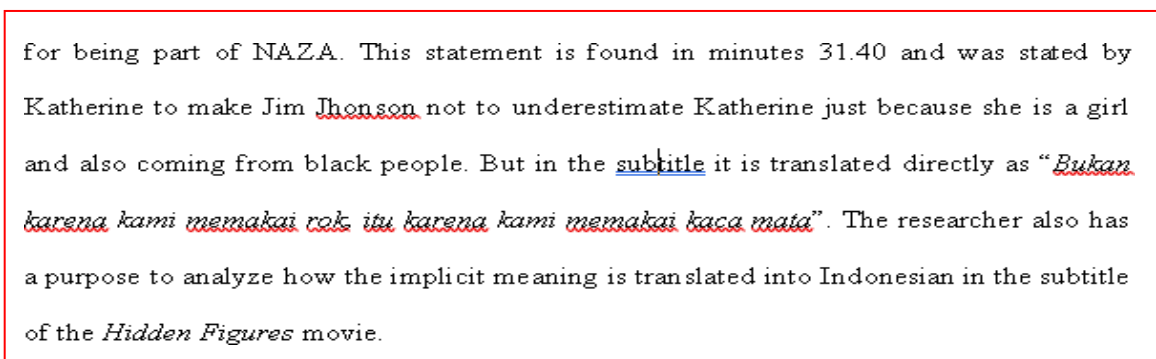 for being part of NAZA. This statement is found in minutes 31.40 and was stated by
Katherine to make Jim Jhonson not to underestimate Katherine just because she is a girl
and also coming from black people. But in the subtitle it is translated directly as “Bukan
karena kami memakai rok, itu karena kami memakai kaca mata”. The researcher also has
a purpose to analyze how the implicit meaning is translated into Indonesian in the subtitle
of the Hidden Figures movie.